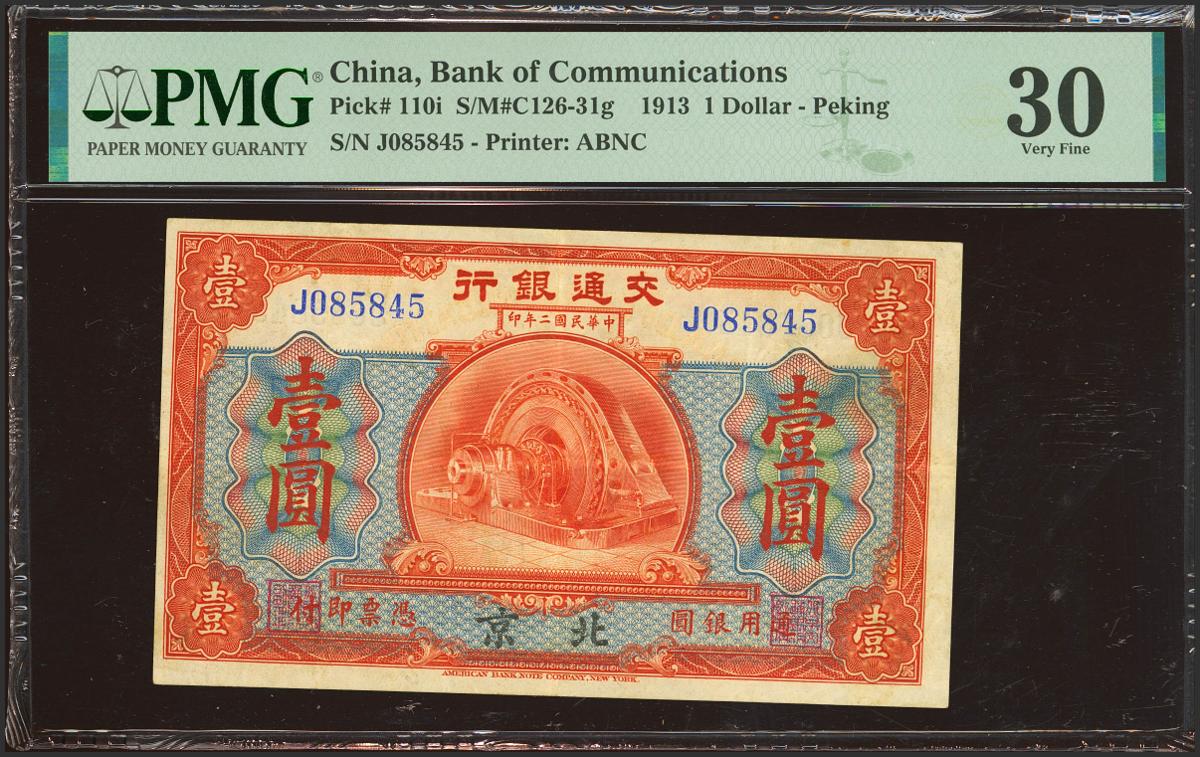 PMG®
PAPER MONEY GUARANTY
China, Bank of Communications
Pick# 110i S/M#C126-31g 1913 1 Dollar - Peking
S/N J085845 - Printer: ABNC
30
Very Fine
壹
行銀通交
壹
J085845
J085845
印年二國民華中
壹圓
壹圓
付即票憑
圓銀用通
京北
壹
壹
AMERICAN BANK NOTE COMPANY, NEW YORK.